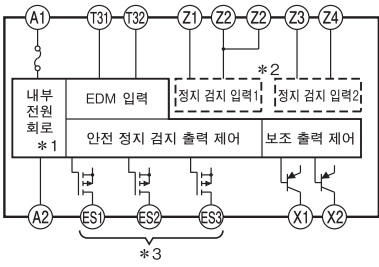 A1 T31 T32 Z1 Z2 Z2 Z3 Z4
*2
내부
전원
회로
*1
EDM 입력
정지 검지 입력1
정지 검지 입력2
안전 정지 검지 출력 제어
보조 출력 제어
A2 ES1 ES2 ES3 X1 X2
*3